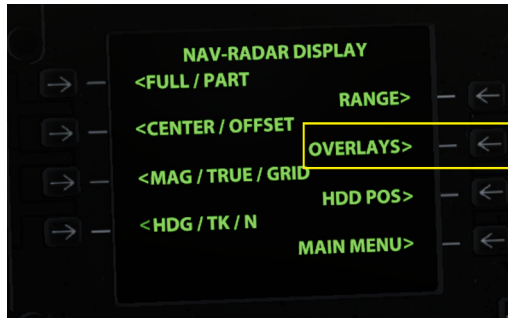 NAV-RADAR DISPLAY
<FULL / PART
RANGE>
<CENTER / OFFSET
OVERLAYS>
<MAG / TRUE / GRID
HDD POS>
<HDG / TK / N
MAIN MENU>